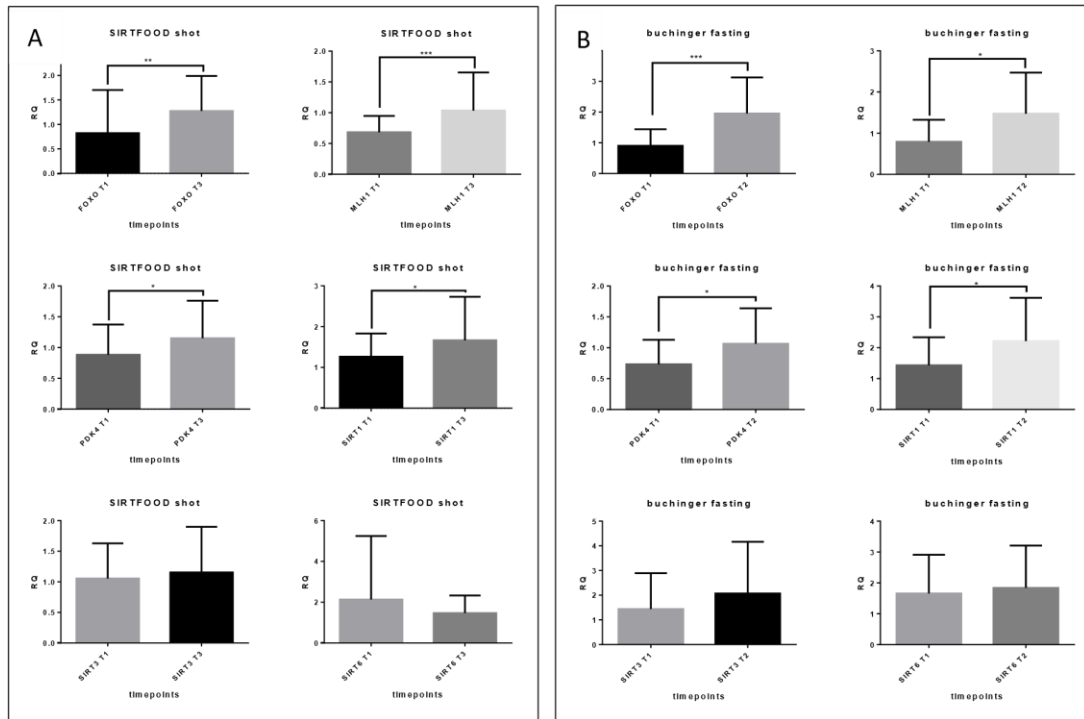 A
SIRTFOOD shot
**
RQ
2.0
1.5
1.0
0.5
0.0
FOXO T1
FOXO T3
timepoints
SIRTFOOD shot
***
RQ
2.0
1.5
1.0
0.5
0.0
MLH1 T1
MLH1 T3
timepoints
SIRTFOOD shot
*
RQ
2.0
1.5
1.0
0.5
0.0
PDK4 T1
PDK4 T3
timepoints
SIRTFOOD shot
*
RQ
3
2
1
0
SIRT1 T1
SIRT1 T3
timepoints
SIRTFOOD shot
RQ
2.0
1.5
1.0
0.5
0.0
SIRT3 T1
SIRT3 T3
timepoints
SIRTFOOD shot
RQ
6
4
2
0
SIRT6 T1
SIRT6 T3
timepoints
B
buchinger fasting
***
RQ
3
2
1
0
FOXO T1
FOXO T2
timepoints
buchinger fasting
*
RQ
3
2
1
0
MLH1 T1
MLH1 T2
timepoints
buchinger fasting
*
RQ
2.0
1.5
1.0
0.5
0.0
PDK4 T1
PDK4 T2
timepoints
buchinger fasting
*
RQ
4
3
2
1
0
SIRT1 T1
SIRT1 T2
timepoints
buchinger fasting
RQ
5
4
3
2
1
0
SIRT3 T1
SIRT3 T2
timepoints
buchinger fasting
RQ
4
3
2
1
0
SIRT6 T1
SIRT6 T2
timepoints